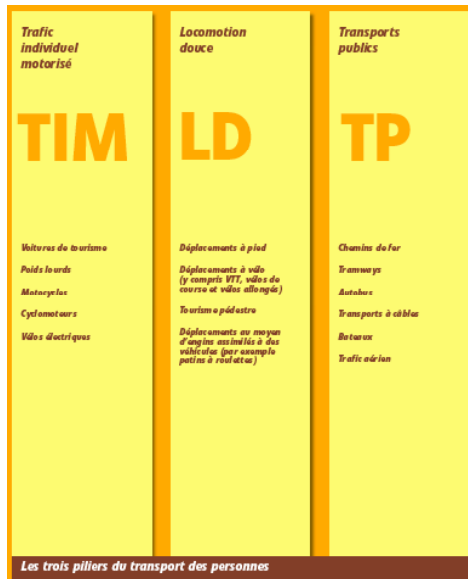 Trafic
individuel
motorisé
TIM
Voitures de tourisme
Poids lourds
Motocycles
Cyclomoteurs
Vélos électriques
Locomotion
douce
LD
Déplacements à pied
Déplacements à vélo
(y compris VTT, vélos de
course et vélos allongés)
Tourisme pédestre
Déplacements au moyen
d'engins assimilés à des
véhicules (par exemple
patins à roulettes)
Transports
publics
TP
Chemins de fer
Tramways
Autobus
Transports à câbles
Bateaux
Trafic aérien
Les trois piliers du transport des personnes